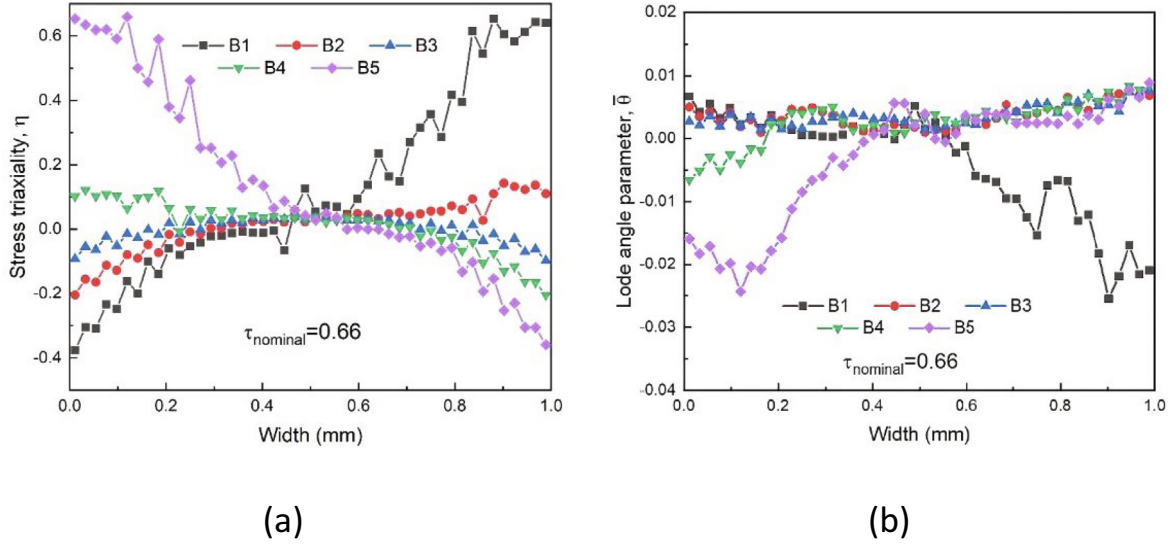 0.6
0.4
0.2
0.0
-0.2
-0.4
Stress triaxiality, η
B1 B2 B3
B4 B5
τnominal=0.66
0.0 0.2 0.4 0.6 0.8 1.0
Width (mm)
(a)
0.02
0.01
0.00
-0.01
-0.02
-0.03
-0.04
Lode angle parameter, θ̅
B1 B2 B3
B4 B5
τnominal=0.66
0.0 0.2 0.4 0.6 0.8 1.0
Width (mm)
(b)